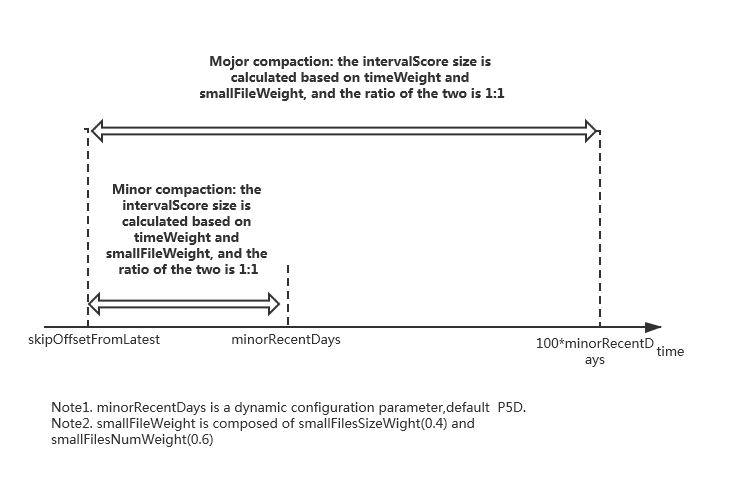 Mojor compaction: the intervalScore size is
calculated based on timeWeight and
smallFileWeight, and the ratio of the two is 1:1
Minor compaction: the
intervalScore size is
calculated based on
timeWeight and
smallFileWeight, and the
ratio of the two is 1:1
skipOffsetFromLatest
minorRecentDays
100*minorRecentD
ays
time
Note1. minorRecentDays is a dynamic configuration parameter,default  P5D.
Note2. smallFileWeight is composed of smallFilesSizeWight(0.4) and
smallFilesNumWeight(0.6)